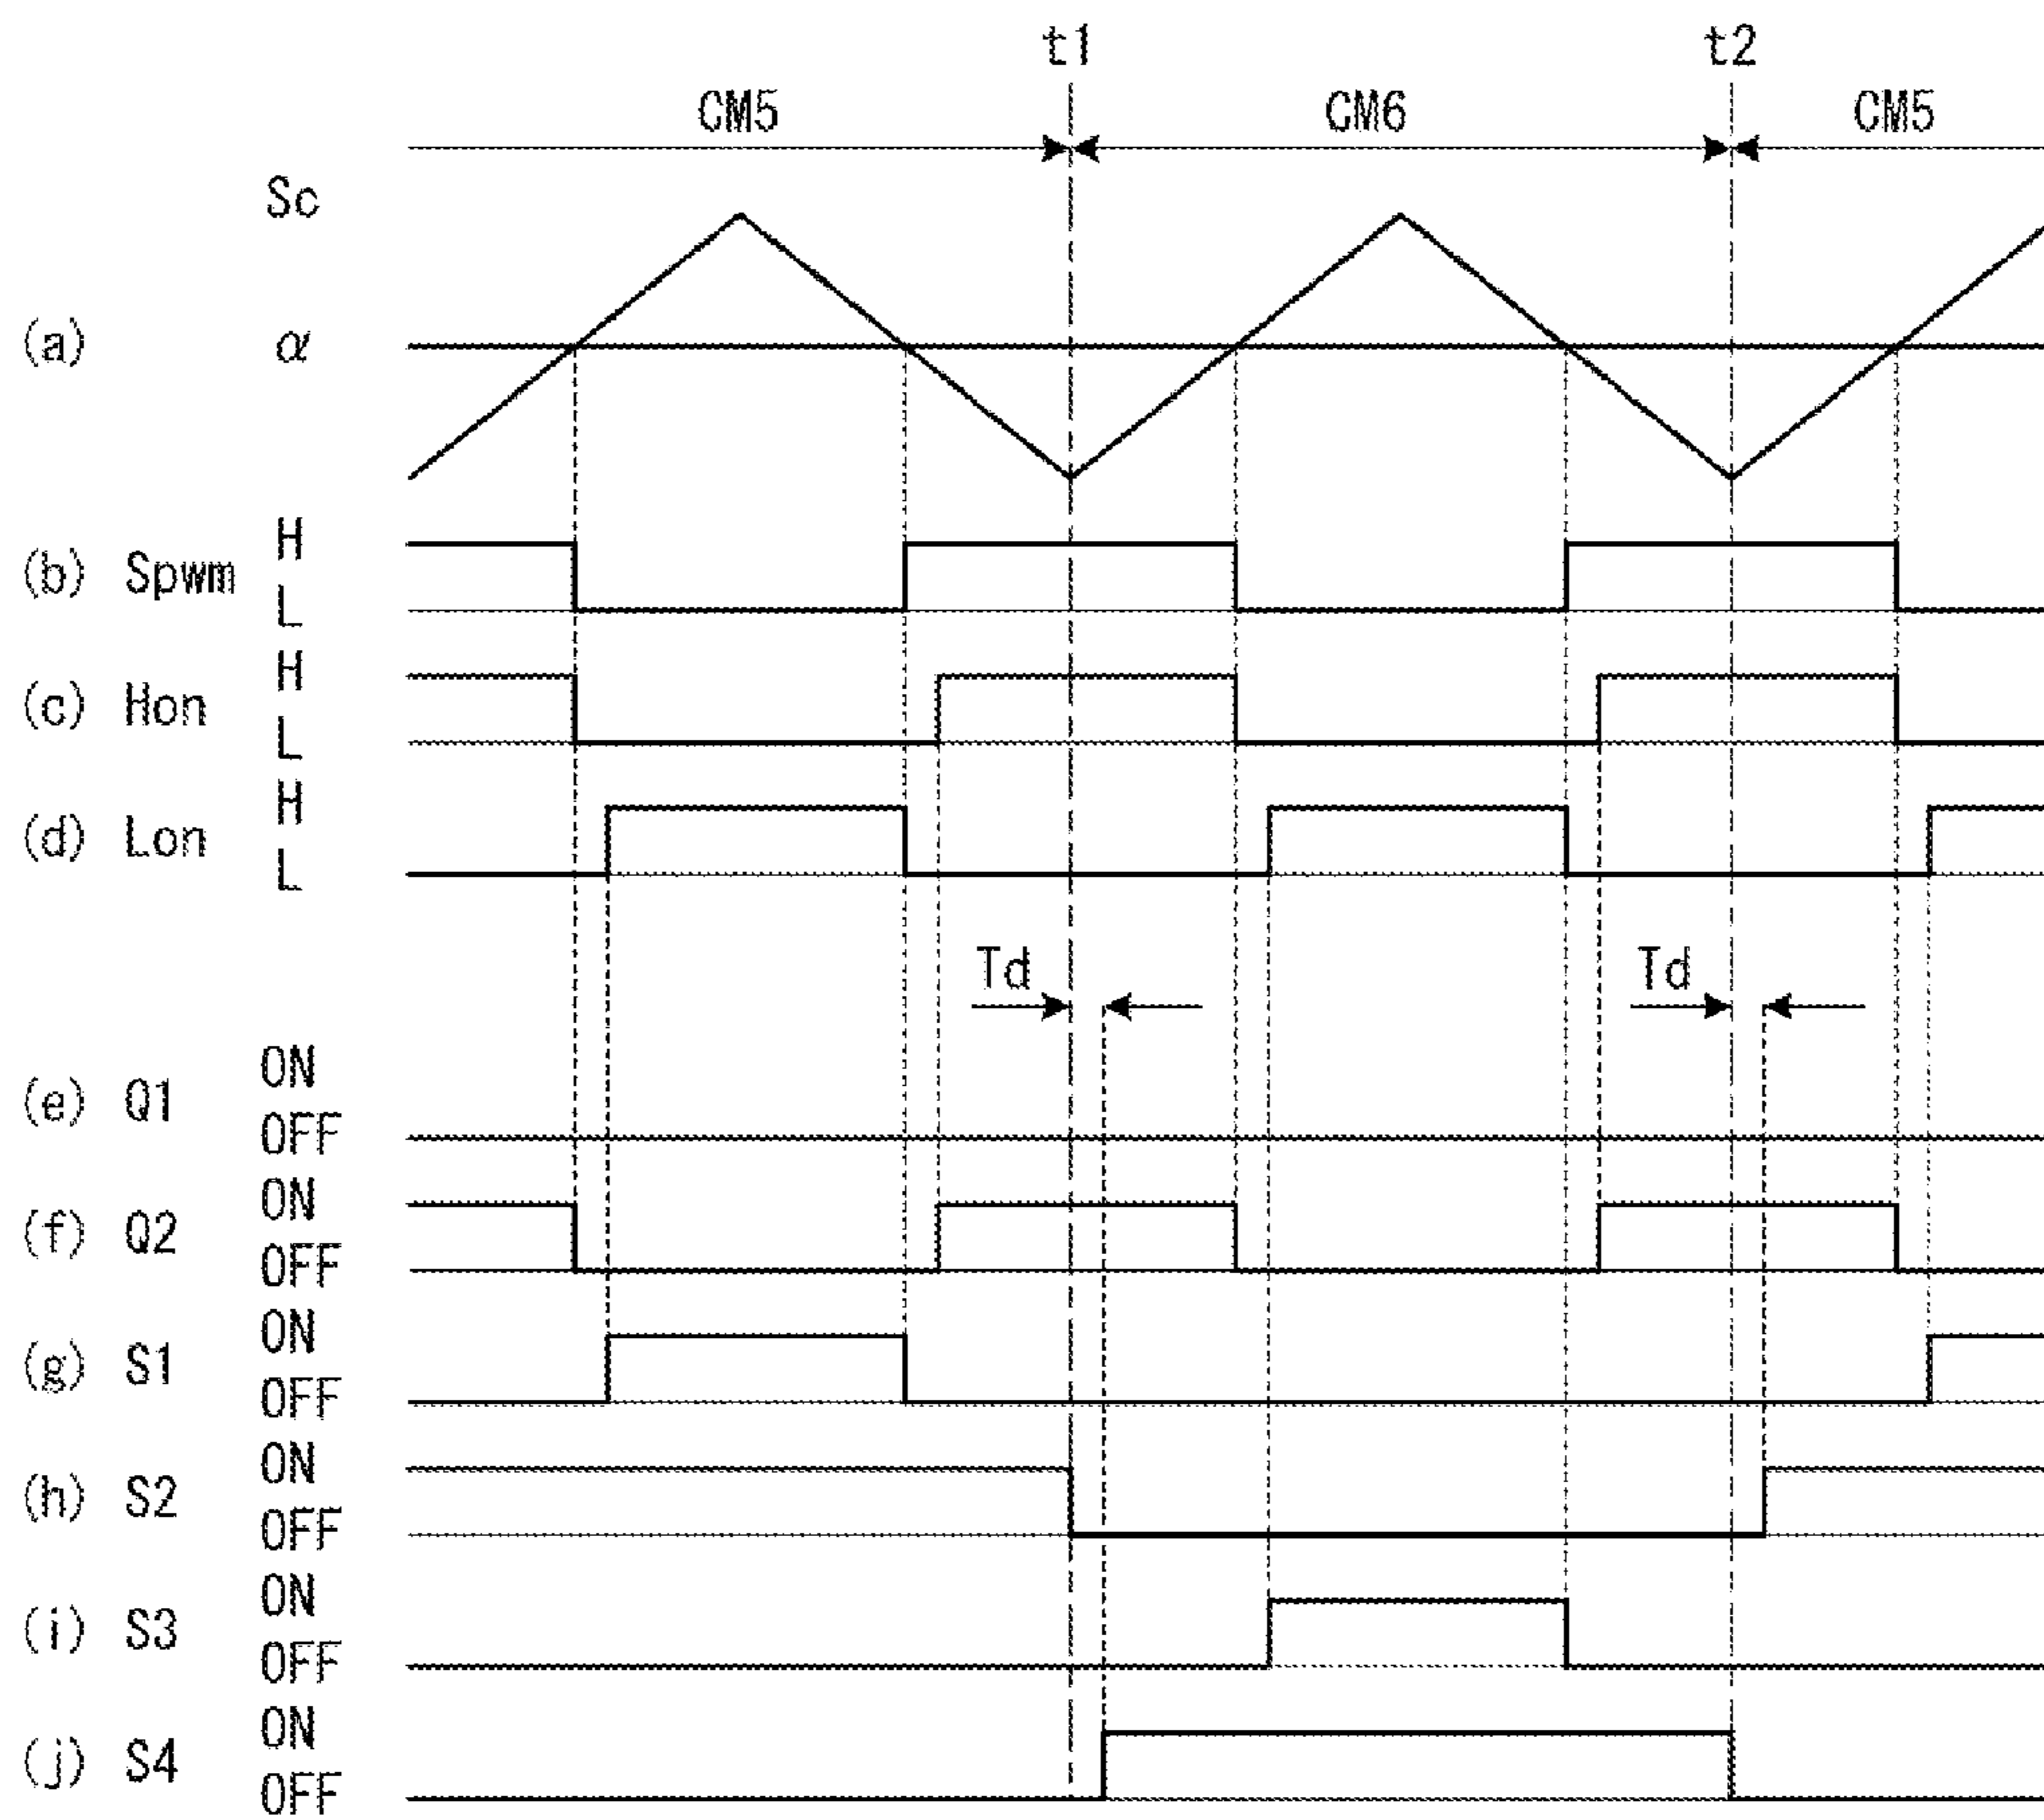 t1 t2
CM5 CM6 CM5
Sc
(a) α
(b) Spwm H L
(c) Hon H L
(d) Lon H L
Td Td
(e) Q1 ON OFF
(f) Q2 ON OFF
(g) S1 ON OFF
(h) S2 ON OFF
(i) S3 ON OFF
(j) S4 ON OFF